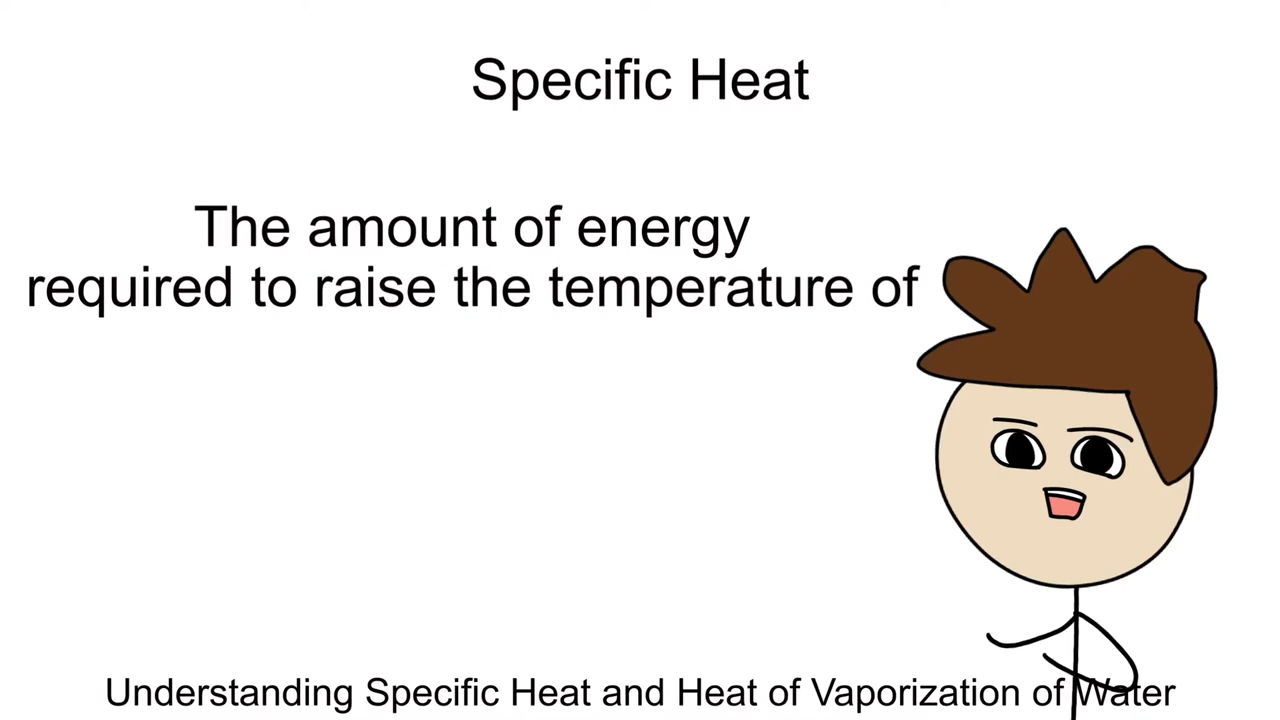 Specific Heat
The amount of energy
required to raise the temperature of
Understanding Specific Heat and Heat of Vaporization of Water